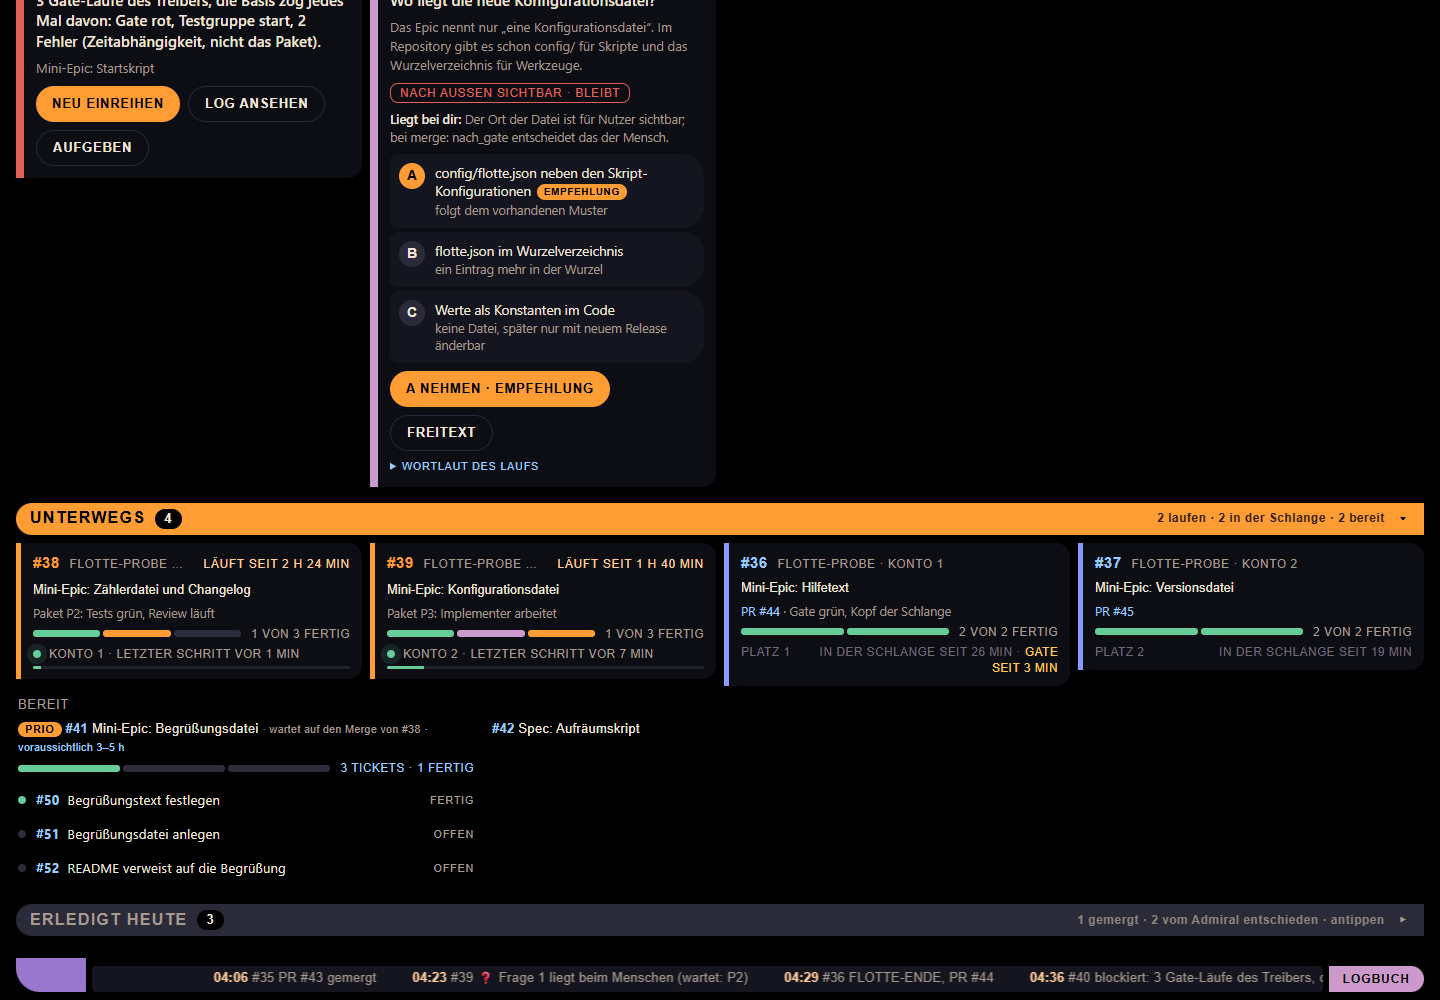 3 Gate-Läufe des Treibers, die Basis zog jedes
Mal davon: Gate rot, Testgruppe start, 2
Fehler (Zeitabhängigkeit, nicht das Paket).
Mini-Epic: Startskript
NEU EINREIHEN
LOG ANSEHEN
AUFGEBEN
Wo liegt die neue Konfigurationsdatei?
Das Epic nennt nur „eine Konfigurationsdatei“. Im
Repository gibt es schon config/ für Skripte und das
Wurzelverzeichnis für Werkzeuge.
NACH AUSSEN SICHTBAR · BLEIBT
Liegt bei dir: Der Ort der Datei ist für Nutzer sichtbar;
bei merge: nach_gate entscheidet das der Mensch.
A config/flotte.json neben den Skript-
Konfigurationen EMPFEHLUNG
folgt dem vorhandenen Muster
B flotte.json im Wurzelverzeichnis
ein Eintrag mehr in der Wurzel
C Werte als Konstanten im Code
keine Datei, später nur mit neuem Release
änderbar
A NEHMEN · EMPFEHLUNG
FREITEXT
▸ WORTLAUT DES LAUFS
UNTERWEGS 4
2 laufen · 2 in der Schlange · 2 bereit
#38 FLOTTE-PROBE ... LÄUFT SEIT 2 H 24 MIN
Mini-Epic: Zählerdatei und Changelog
Paket P2: Tests grün, Review läuft
1 VON 3 FERTIG
KONTO 1 · LETZTER SCHRITT VOR 1 MIN
#39 FLOTTE-PROBE ... LÄUFT SEIT 1 H 40 MIN
Mini-Epic: Konfigurationsdatei
Paket P3: Implementer arbeitet
1 VON 3 FERTIG
KONTO 2 · LETZTER SCHRITT VOR 7 MIN
#36 FLOTTE-PROBE · KONTO 1
Mini-Epic: Hilfetext
PR #44 · Gate grün, Kopf der Schlange
2 VON 2 FERTIG
PLATZ 1 IN DER SCHLANGE SEIT 26 MIN · GATE
SEIT 3 MIN
#37 FLOTTE-PROBE · KONTO 2
Mini-Epic: Versionsdatei
PR #45
2 VON 2 FERTIG
PLATZ 2 IN DER SCHLANGE SEIT 19 MIN
BEREIT
PRIO #41 Mini-Epic: Begrüßungsdatei · wartet auf den Merge von #38 ·
voraussichtlich 3–5 h
3 TICKETS · 1 FERTIG
#50 Begrüßungstext festlegen FERTIG
#51 Begrüßungsdatei anlegen OFFEN
#52 README verweist auf die Begrüßung OFFEN
#42 Spec: Aufräumskript
ERLEDIGT HEUTE 3
1 gemergt · 2 vom Admiral entschieden · antippen
04:06 #35 PR #43 gemergt 04:23 #39 ❓ Frage 1 liegt beim Menschen (wartet: P2) 04:29 #36 FLOTTE-ENDE, PR #44 04:36 #40 blockiert: 3 Gate-Läufe des Treibers,
LOGBUCH